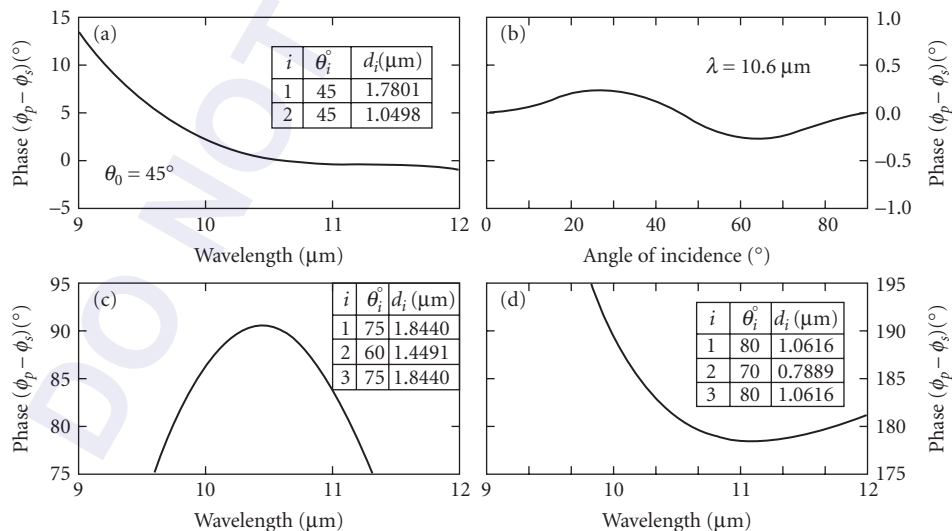 (a)
15
10
5
0
–5
Phase (ϕp – ϕs)(°)
i θi° di(μm)
1 45 1.7801
2 45 1.0498
θ0 = 45°
9 10 11 12
Wavelength (μm)
(b)
1.0
0.5
0.0
–0.5
–1.0
Phase (ϕp – ϕs)(°)
λ = 10.6 μm
0 20 40 60 80
Angle of incidence (°)
(c)
95
90
85
80
75
Phase (ϕp – ϕs)(°)
i θi° di (μm)
1 75 1.8440
2 60 1.4491
3 75 1.8440
9 10 11 12
Wavelength (μm)
(d)
195
190
185
180
175
Phase (ϕp – ϕs)(°)
i θi° di (μm)
1 80 1.0616
2 70 0.7889
3 80 1.0616
9 10 11 12
Wavelength (μm)
DO NOT